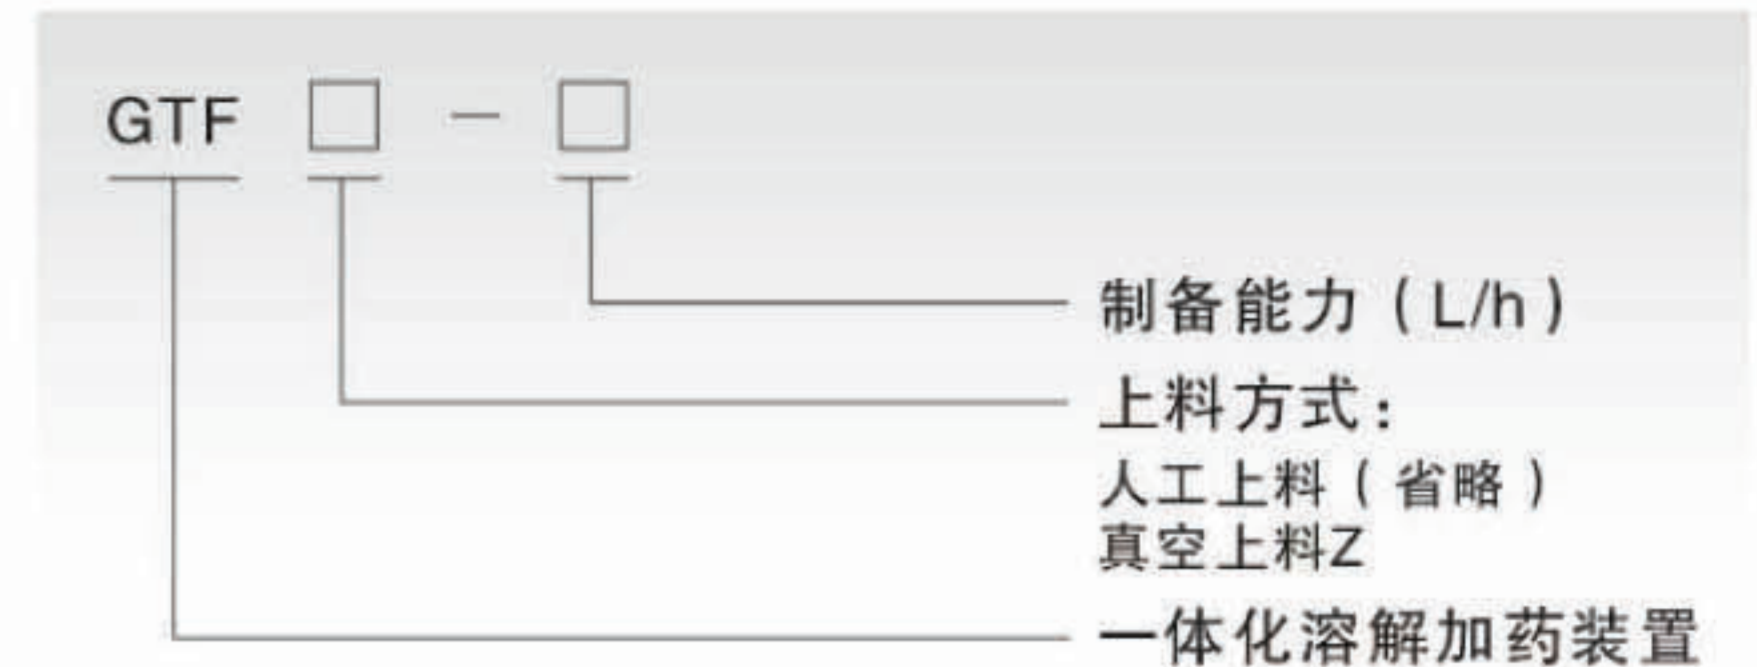 GTF □ - □
制备能力（L/h）
上料方式：
人工上料（省略）
真空上料Z
一体化溶解加药装置